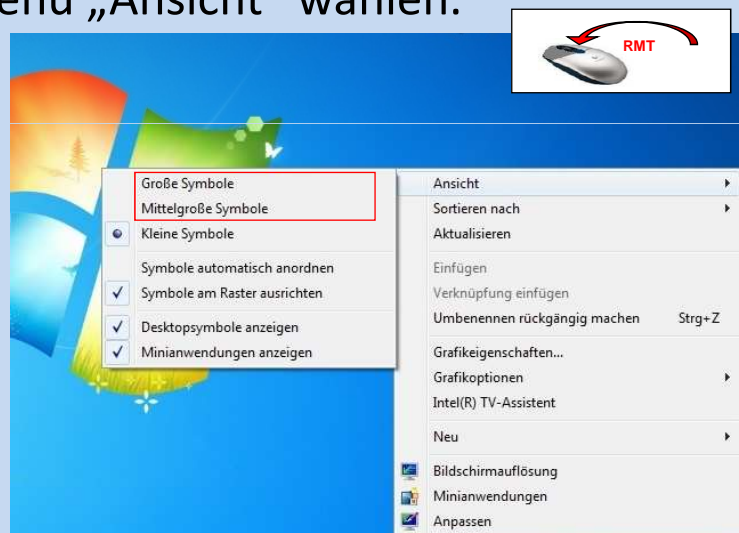 „Ansicht“ wählen.
RMT
Große Symbole
Mittelgroße Symbole
Kleine Symbole
Symbole automatisch anordnen
Symbole am Raster ausrichten
Desktopsymbole anzeigen
Minianwendungen anzeigen
Ansicht
Sortieren nach
Aktualisieren
Einfügen
Verknüpfung einfügen
Umbenennen rückgängig machen Strg+Z
Grafikeigenschaften...
Grafikoptionen
Intel(R) TV-Assistent
Neu
Bildschirmauflösung
Minianwendungen
Anpassen